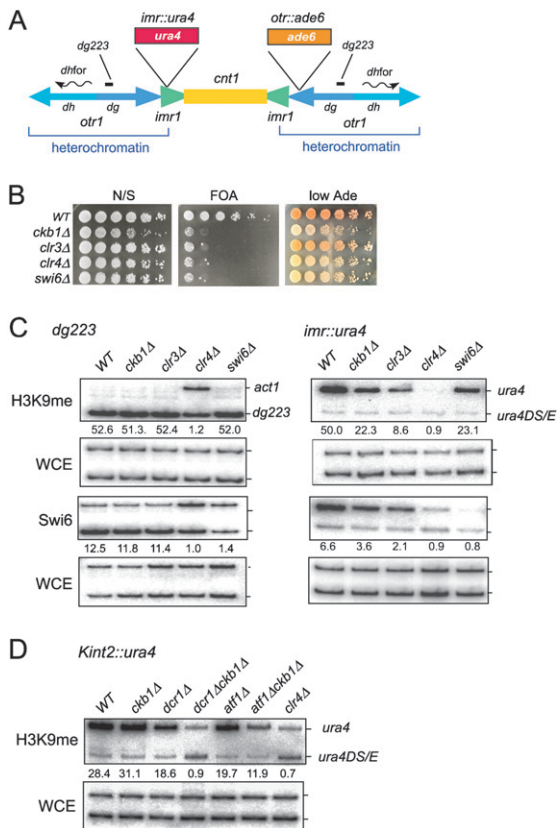 A
imr::ura4
otr::ade6
ura4
ade6
dg223
dg223
dhfor
dhfor
cnt1
dh
dg
imr1
imr1
dg
dh
otr1
otr1
heterochromatin
heterochromatin
B
N/S
FOA
low Ade
WT
ckb1Δ
clr3Δ
clr4Δ
swi6Δ
C
dg223
imr::ura4
WT
ckb1Δ
clr3Δ
clr4Δ
swi6Δ
WT
ckb1Δ
clr3Δ
clr4Δ
swi6Δ
H3K9me
act1
dg223
ura4
ura4DS/E
52.6 51.3. 52.4 1.2 52.0
50.0 22.3 8.6 0.9 23.1
WCE
Swi6
12.5 11.8 11.4 1.0 1.4
6.6 3.6 2.1 0.9 0.8
WCE
D
Kint2::ura4
WT
ckb1Δ
dcr1Δ
dcr1Δckb1Δ
atf1Δ
atf1Δckb1Δ
clr4Δ
H3K9me
ura4
ura4DS/E
28.4 31.1 18.6 0.9 19.7 11.9 0.7
WCE